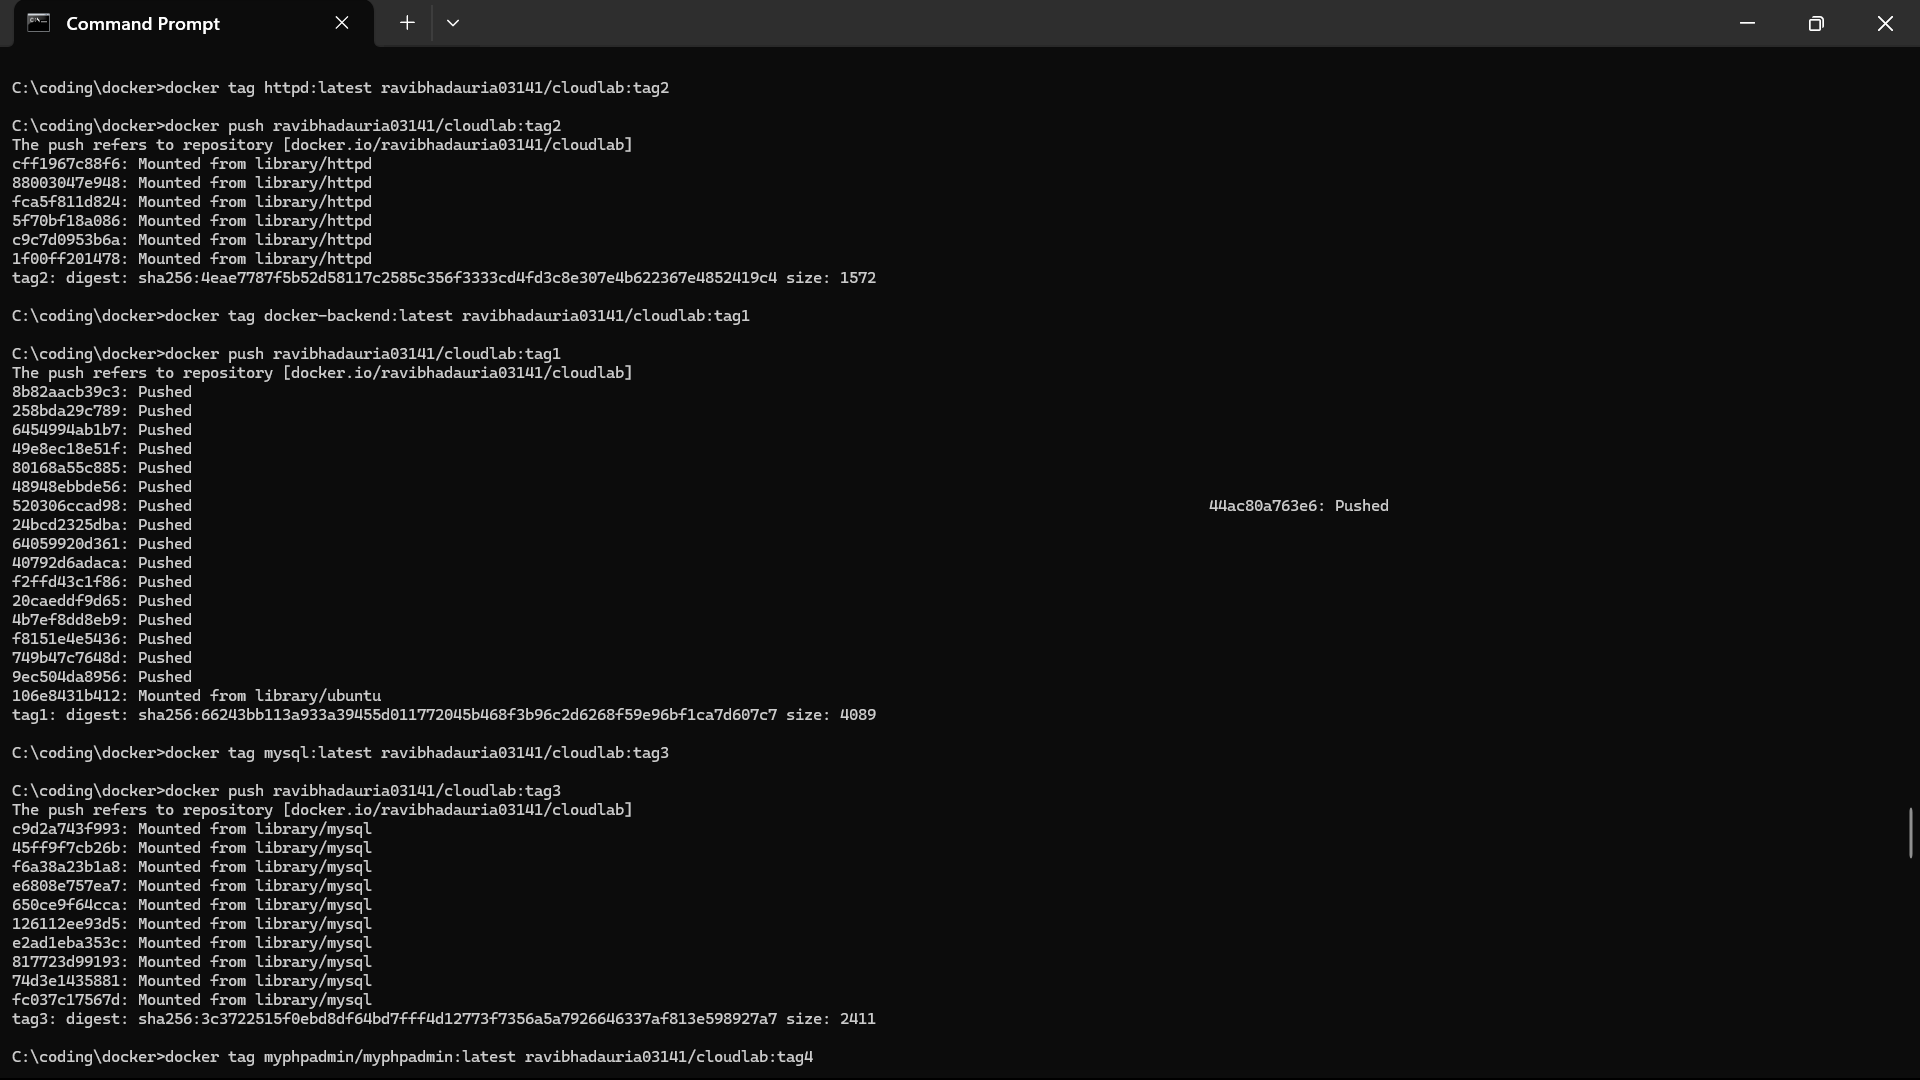 Command Prompt
C:\coding\docker>docker tag httpd:latest ravibhadauria03141/cloudlab:tag2
C:\coding\docker>docker push ravibhadauria03141/cloudlab:tag2
The push refers to repository [docker.io/ravibhadauria03141/cloudlab]
cff1967c88f6: Mounted from library/httpd
88003047e948: Mounted from library/httpd
fca5f811d824: Mounted from library/httpd
5f70bf18a086: Mounted from library/httpd
c9c7d0953b6a: Mounted from library/httpd
1f00ff201478: Mounted from library/httpd
tag2: digest: sha256:4eae7787f5b52d58117c2585c356f3333cd4fd3c8e307e4b622367e4852419c4 size: 1572
C:\coding\docker>docker tag docker-backend:latest ravibhadauria03141/cloudlab:tag1
C:\coding\docker>docker push ravibhadauria03141/cloudlab:tag1
The push refers to repository [docker.io/ravibhadauria03141/cloudlab]
8b82aacb39c3: Pushed
258bda29c789: Pushed
6454994ab1b7: Pushed
49e8ec18e51f: Pushed
80168a55c885: Pushed
48948ebbde56: Pushed
520306ccad98: Pushed 44ac80a763e6: Pushed
24bcd2325dba: Pushed
64059920d361: Pushed
40792d6adaca: Pushed
f2ffd43c1f86: Pushed
20caeddf9d65: Pushed
4b7ef8dd8eb9: Pushed
f8151e4e5436: Pushed
749b47c7648d: Pushed
9ec504da8956: Pushed
106e8431b412: Mounted from library/ubuntu
tag1: digest: sha256:66243bb113a933a39455d011772045b468f3b96c2d6268f59e96bf1ca7d607c7 size: 4089
C:\coding\docker>docker tag mysql:latest ravibhadauria03141/cloudlab:tag3
C:\coding\docker>docker push ravibhadauria03141/cloudlab:tag3
The push refers to repository [docker.io/ravibhadauria03141/cloudlab]
c9d2a743f993: Mounted from library/mysql
45ff9f7cb26b: Mounted from library/mysql
f6a38a23b1a8: Mounted from library/mysql
e6808e757ea7: Mounted from library/mysql
650ce9f64cca: Mounted from library/mysql
126112ee93d5: Mounted from library/mysql
e2ad1eba353c: Mounted from library/mysql
817723d99193: Mounted from library/mysql
74d3e1435881: Mounted from library/mysql
fc037c17567d: Mounted from library/mysql
tag3: digest: sha256:3c3722515f0ebd8df64bd7fff4d12773f7356a5a7926646337af813e598927a7 size: 2411
C:\coding\docker>docker tag myphpadmin/myphpadmin:latest ravibhadauria03141/cloudlab:tag4